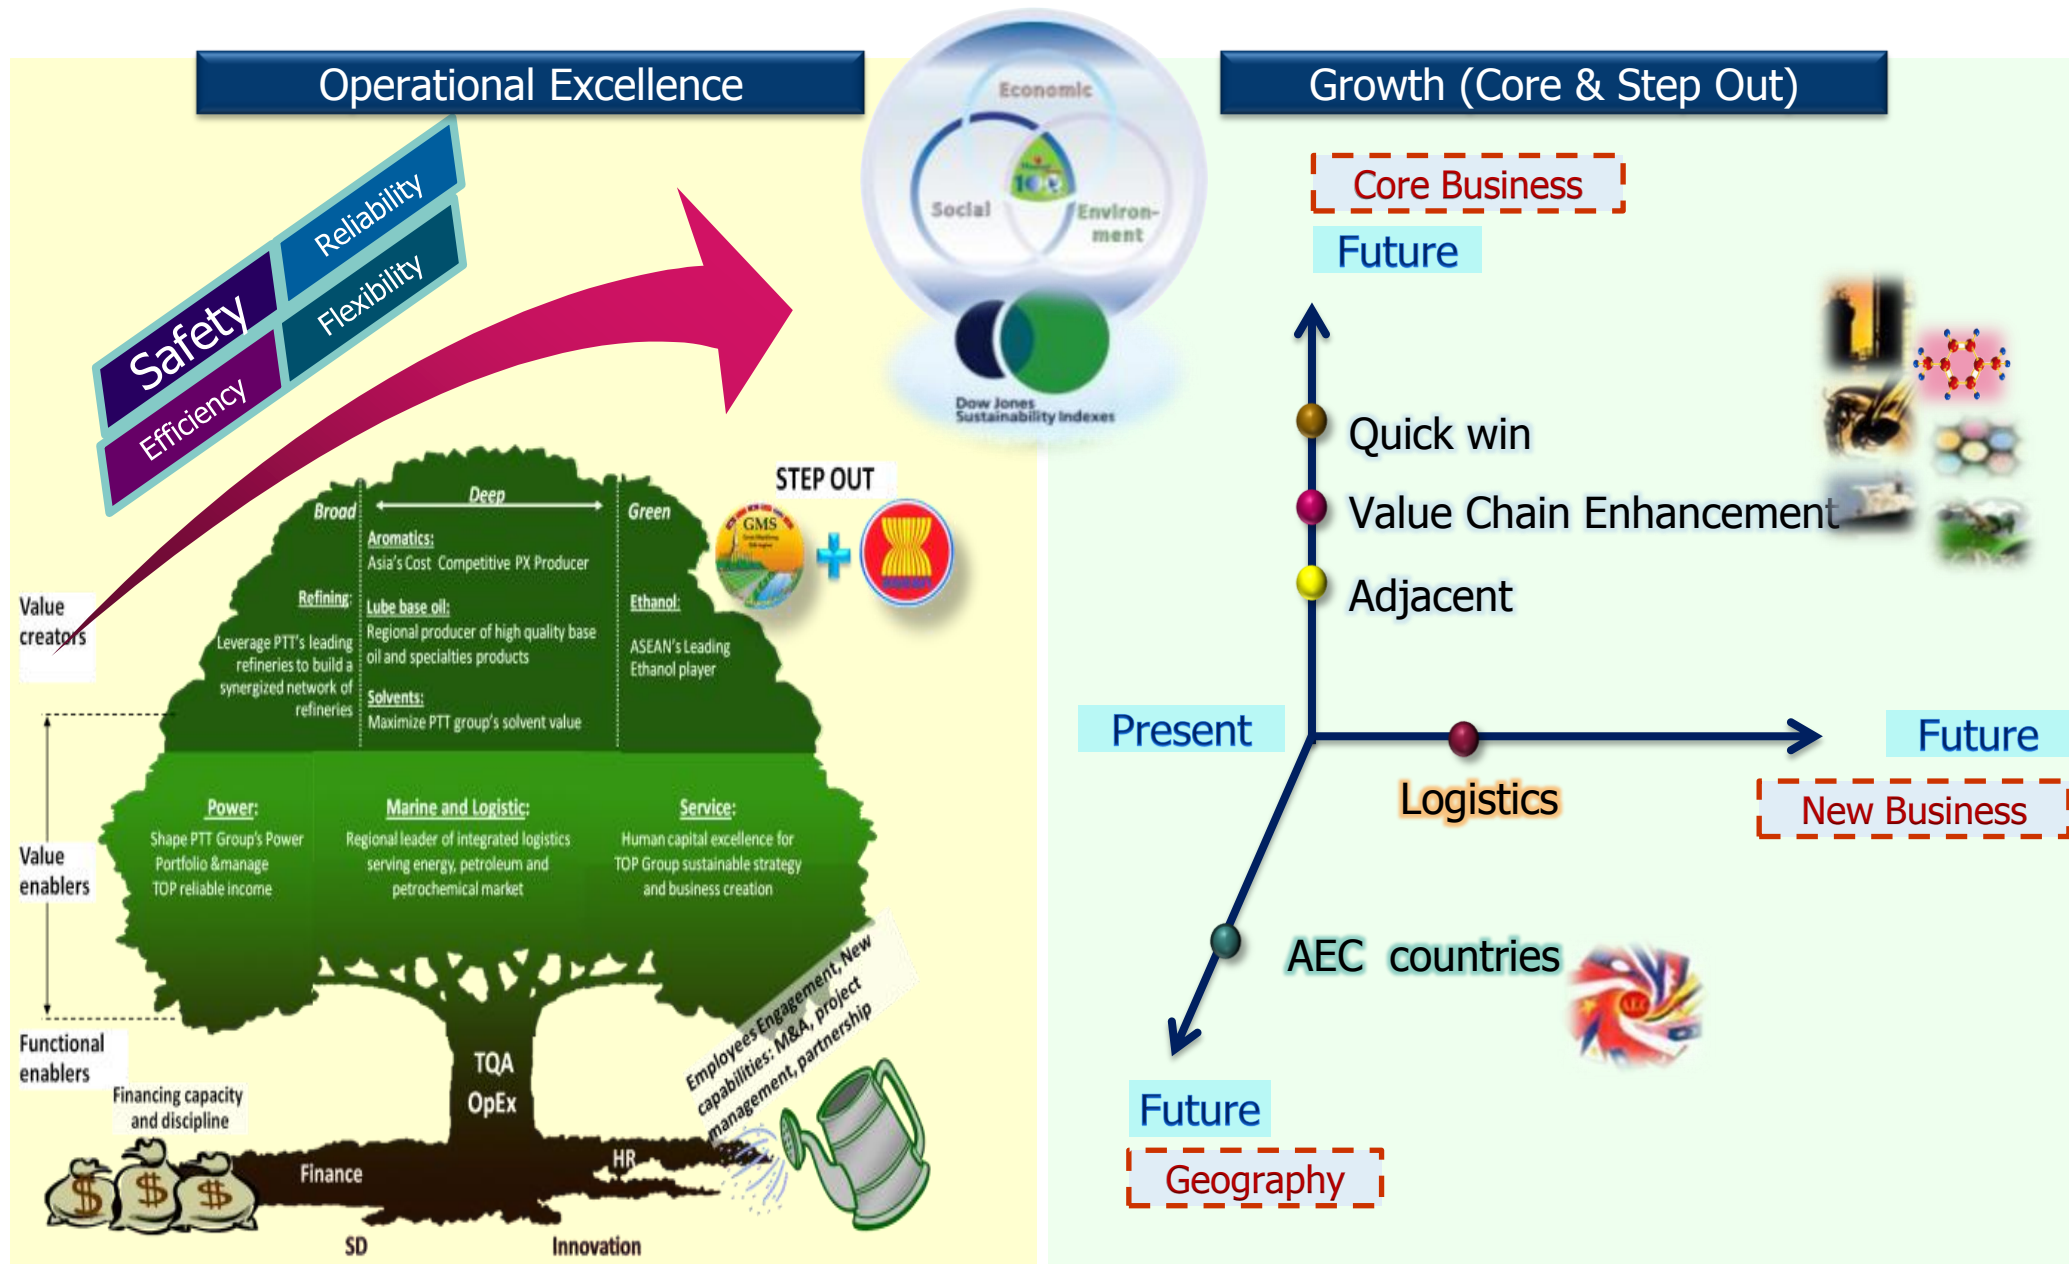 Operational Excellence
Growth (Core & Step Out)
Economic
Social
Environ-
ment
100
Dow Jones
Sustainability Indexes
Reliability
Safety
Flexibility
Efficiency
STEP OUT
GMS
asean
Broad
Deep
Green
Value
creators
Refining:
Leverage PTT's leading
refineries to build a
synergized network of
refineries
Aromatics:
Asia's Cost Competitive PX Producer
Lube base oil:
Regional producer of high quality base
oil and specialties products
Solvents:
Maximize PTT group's solvent value
Ethanol:
ASEAN's Leading
Ethanol player
Value
enablers
Power:
Shape PTT Group's Power
Portfolio &manage
TOP reliable income
Marine and Logistic:
Regional leader of integrated logistics
serving energy, petroleum and
petrochemical market
Service:
Human capital excellence for
TOP Group sustainable strategy
and business creation
Functional
enablers
Financing capacity
and discipline
TQA
OpEx
Employees Engagement, New
capabilities: M&A, project
management, partnership
$ $ $
Finance
HR
SD
Innovation
Core Business
Future
Quick win
Value Chain Enhancement
Adjacent
Present
Future
Logistics
New Business
AEC countries
AEC
Future
Geography